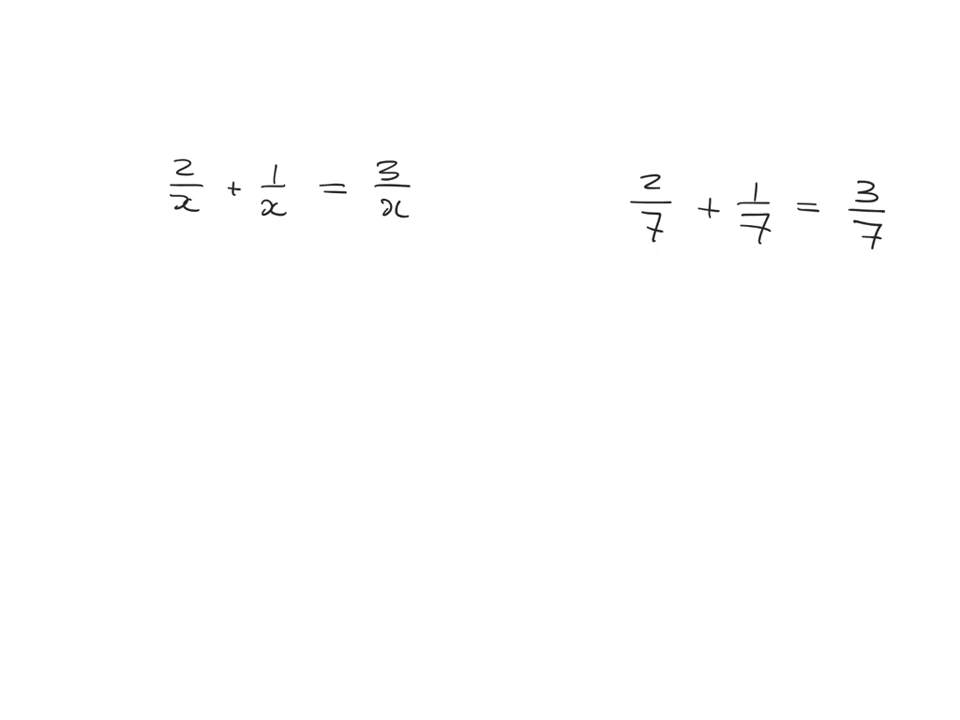 2/x + 1/x = 3/x
2/7 + 1/7 = 3/7